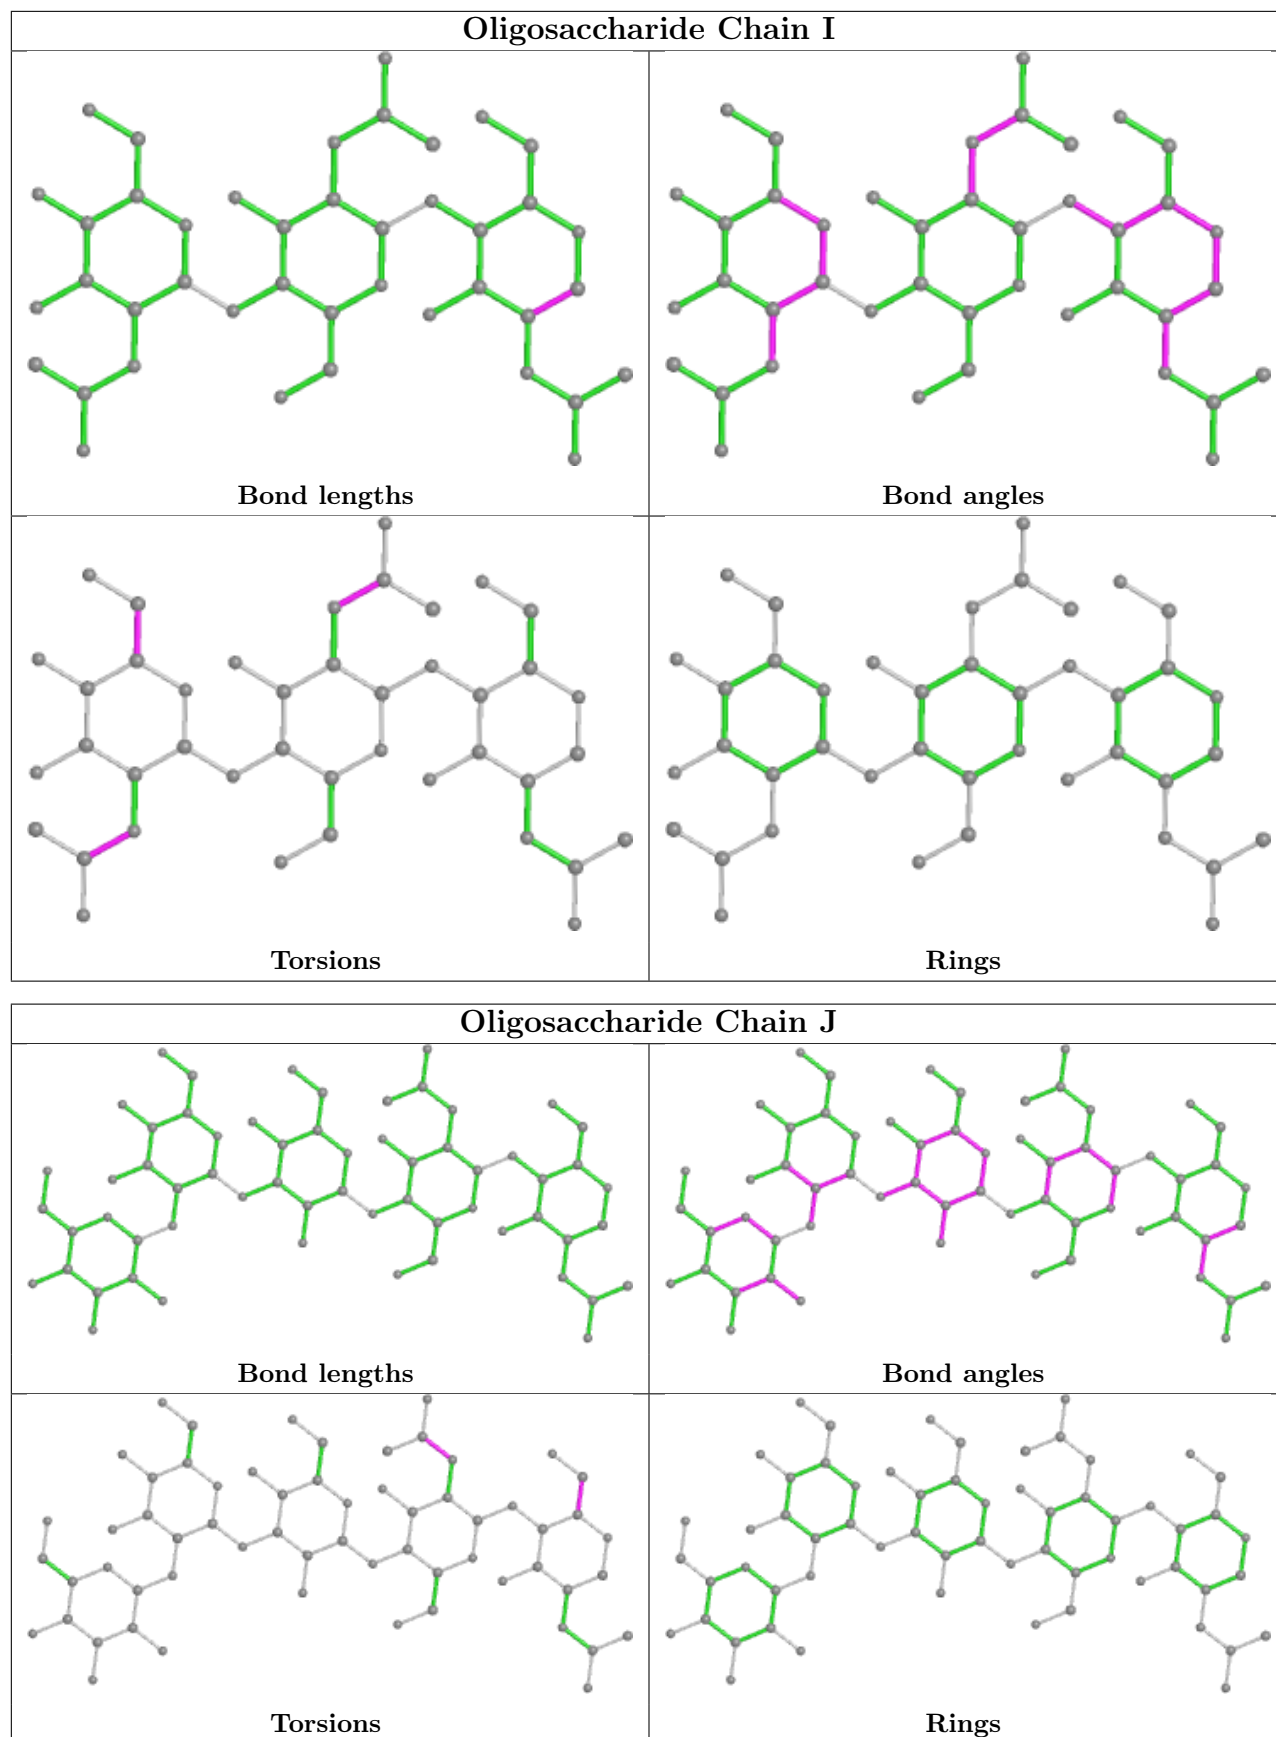 Oligosaccharide Chain I
Bond lengths
Bond angles
Torsions
Rings
Oligosaccharide Chain J
Bond lengths
Bond angles
Torsions
Rings